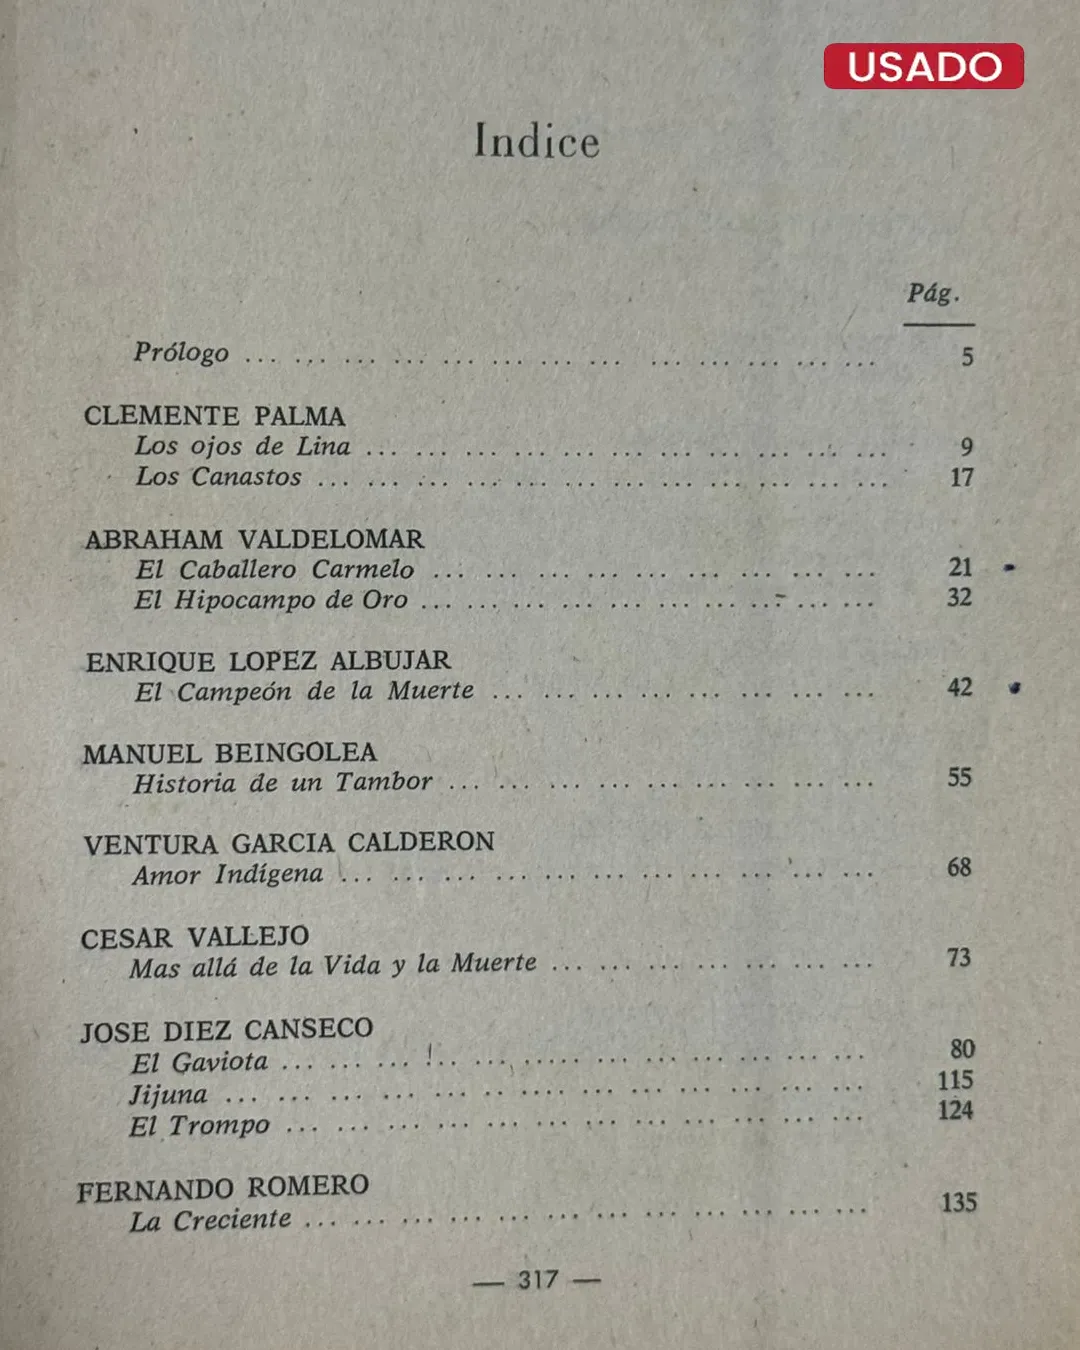 USADO
Indice
Pág.
Prólogo ... ... ... ... ... ... ... ... ... ... ... ... ... 5
CLEMENTE PALMA
Los ojos de Lina ... ... ... ... ... ... ... ... ... ... ... 9
Los Canastos ... ... ... ... ... ... ... ... ... ... ... ... 17
ABRAHAM VALDELOMAR
El Caballero Carmelo ... ... ... ... ... ... ... ... ... 21
El Hipocampo de Oro ... ... ... ... ... ... ... ... ... ... 32
ENRIQUE LOPEZ ALBUJAR
El Campeón de la Muerte ... ... ... ... ... ... ... ... 42
MANUEL BEINGOLEA
Historia de un Tambor ... ... ... ... ... ... ... ... ... 55
VENTURA GARCIA CALDERON
Amor Indígena ... ... ... ... ... ... ... ... ... ... ... 68
CESAR VALLEJO
Mas allá de la Vida y la Muerte ... ... ... ... ... ... ... 73
JOSE DIEZ CANSECO
El Gaviota ... ... ... ... ... ... ... ... ... ... ... ... 80
Jijuna ... ... ... ... ... ... ... ... ... ... ... ... ... 115
El Trompo ... ... ... ... ... ... ... ... ... ... ... ... 124
FERNANDO ROMERO
La Creciente ... ... ... ... ... ... ... ... ... ... ... ... 135
— 317 —